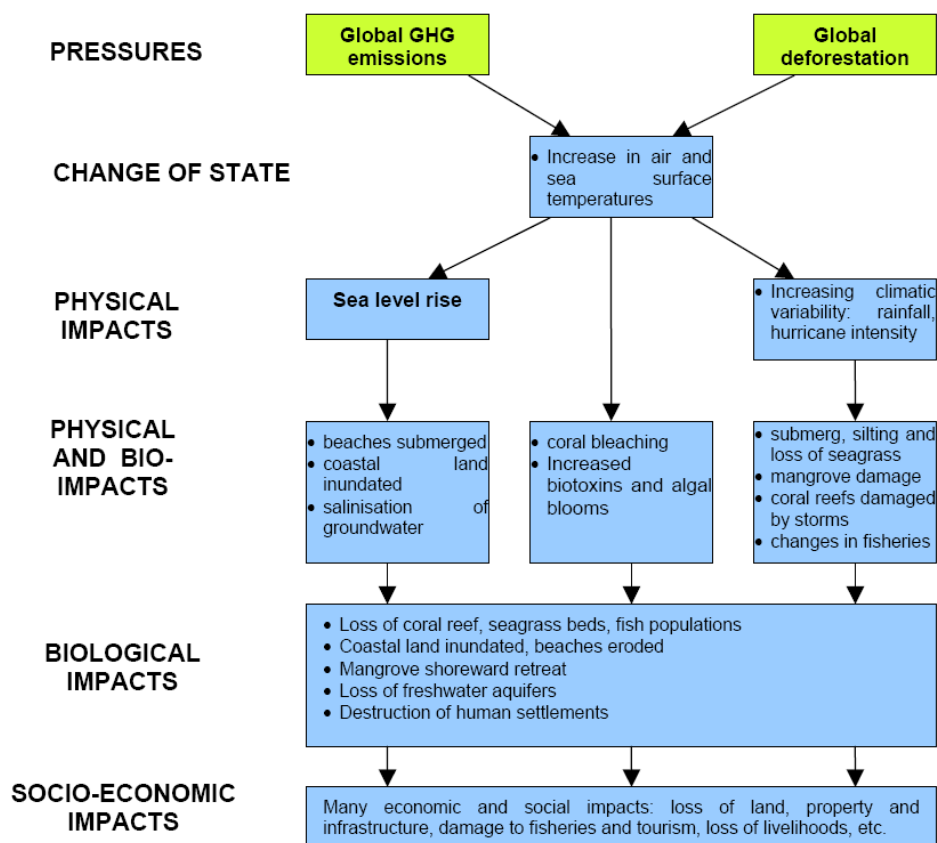 PRESSURES
Global GHG
emissions
Global
deforestation
CHANGE OF STATE
• Increase in air and
sea surface
temperatures
PHYSICAL
IMPACTS
Sea level rise
• Increasing climatic
variability: rainfall,
hurricane intensity
PHYSICAL
AND BIO-
IMPACTS
• beaches submerged
• coastal land
inundated
• salinisation of
groundwater
• coral bleaching
• Increased
biotoxins and algal
blooms
• submerg, silting and
loss of seagrass
• mangrove damage
• coral reefs damaged
by storms
• changes in fisheries
BIOLOGICAL
IMPACTS
• Loss of coral reef, seagrass beds, fish populations
• Coastal land inundated, beaches eroded
• Mangrove shoreward retreat
• Loss of freshwater aquifers
• Destruction of human settlements
SOCIO-ECONOMIC
IMPACTS
Many economic and social impacts: loss of land, property and
infrastructure, damage to fisheries and tourism, loss of livelihoods, etc.